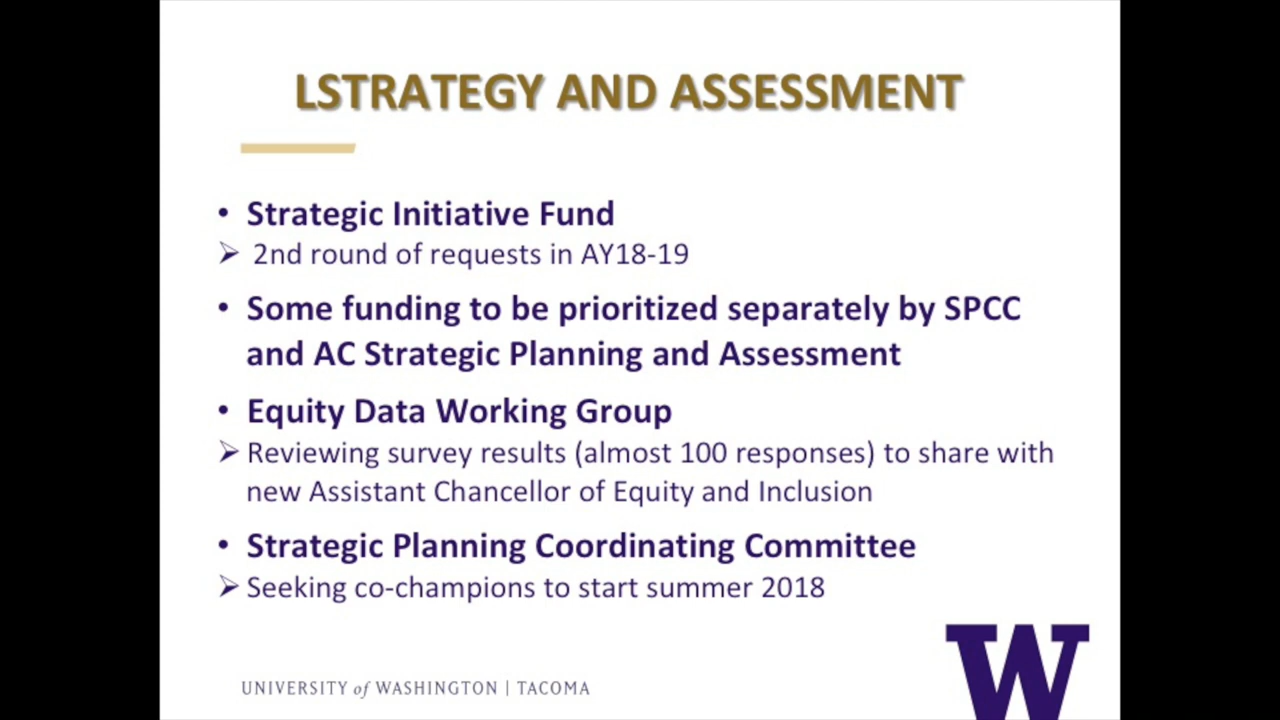 LSTRATEGY AND ASSESSMENT
• Strategic Initiative Fund
➢ 2nd round of requests in AY18-19
• Some funding to be prioritized separately by SPCC
and AC Strategic Planning and Assessment
• Equity Data Working Group
➢ Reviewing survey results (almost 100 responses) to share with
new Assistant Chancellor of Equity and Inclusion
• Strategic Planning Coordinating Committee
➢ Seeking co-champions to start summer 2018
UNIVERSITY of WASHINGTON | TACOMA
W